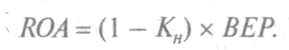 ROA = (1 – Kн) × BEP.